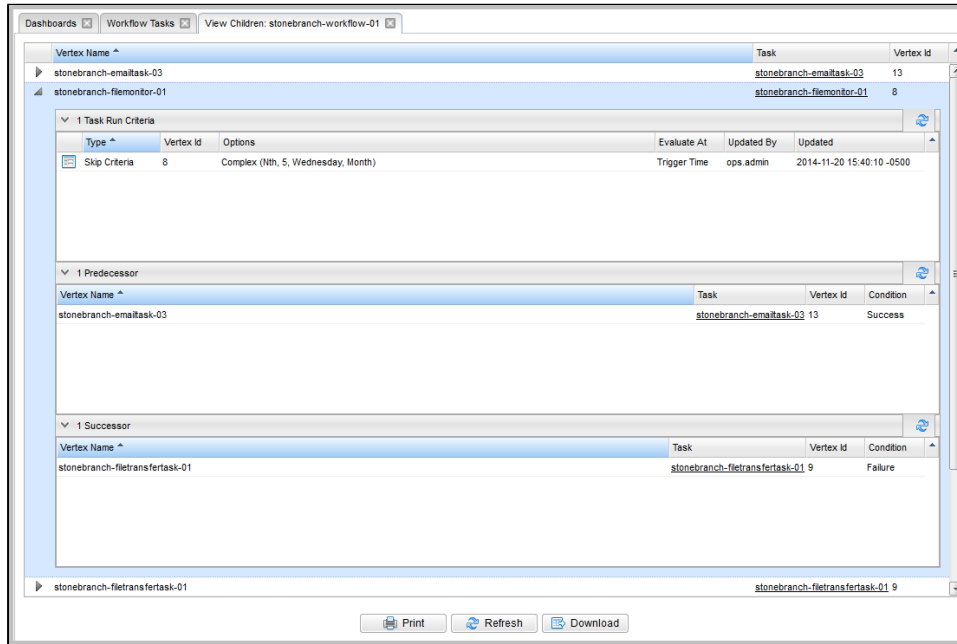 Dashboards Workflow Tasks View Children: stonebranch-workflow-01
Vertex Name Task Vertex Id
stonebranch-emailtask-03 stonebranch-emailtask-03 13
stonebranch-filemonitor-01 stonebranch-filemonitor-01 8
1 Task Run Criteria
Type Vertex Id Options Evaluate At Updated By Updated
Skip Criteria 8 Complex (Nth, 5, Wednesday, Month) Trigger Time ops.admin 2014-11-20 15:40:10 -0500
1 Predecessor
Vertex Name Task Vertex Id Condition
stonebranch-emailtask-03 stonebranch-emailtask-03 13 Success
1 Successor
Vertex Name Task Vertex Id Condition
stonebranch-filetransfertask-01 stonebranch-filetransfertask-01 9 Failure
stonebranch-filetransfertask-01 stonebranch-filetransfertask-01 9
Print Refresh Download